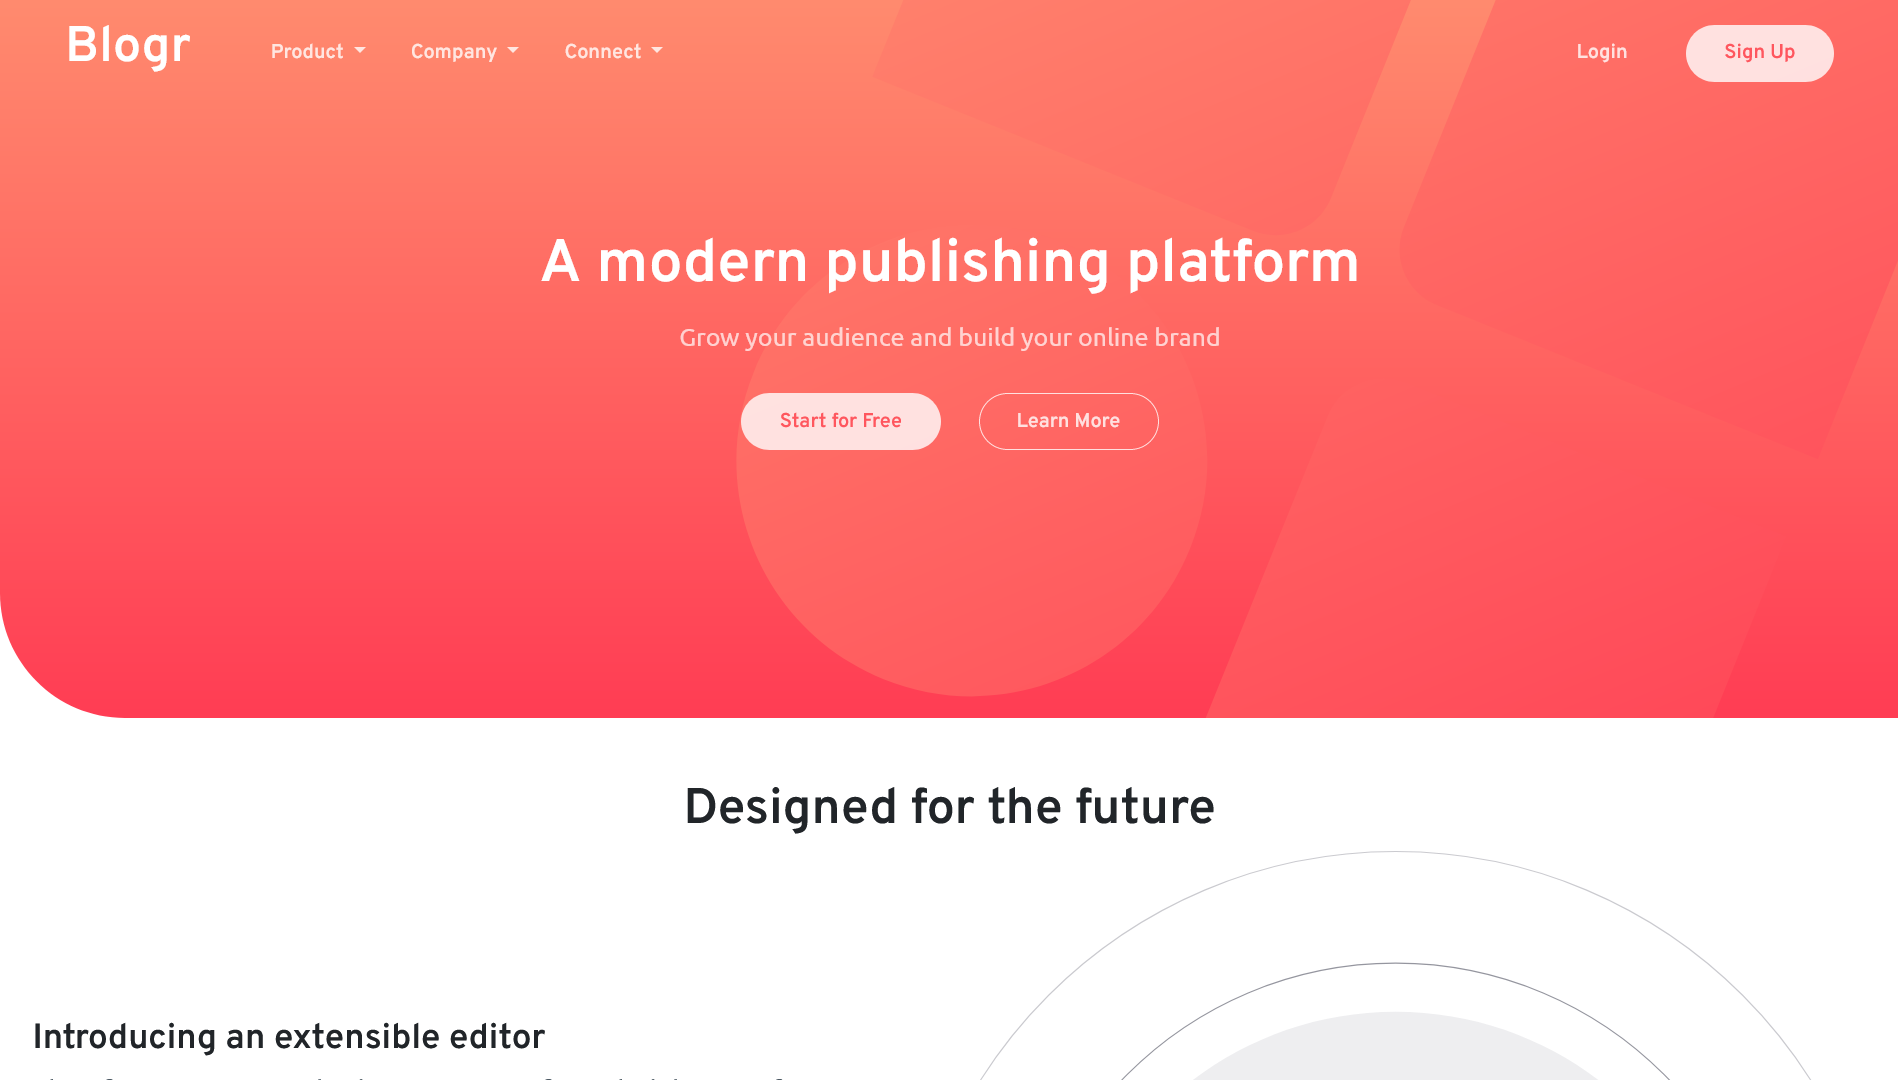 Blogr
Product
Company
Connect
Login
Sign Up
A modern publishing platform
Grow your audience and build your online brand
Start for Free
Learn More
Designed for the future
Introducing an extensible editor